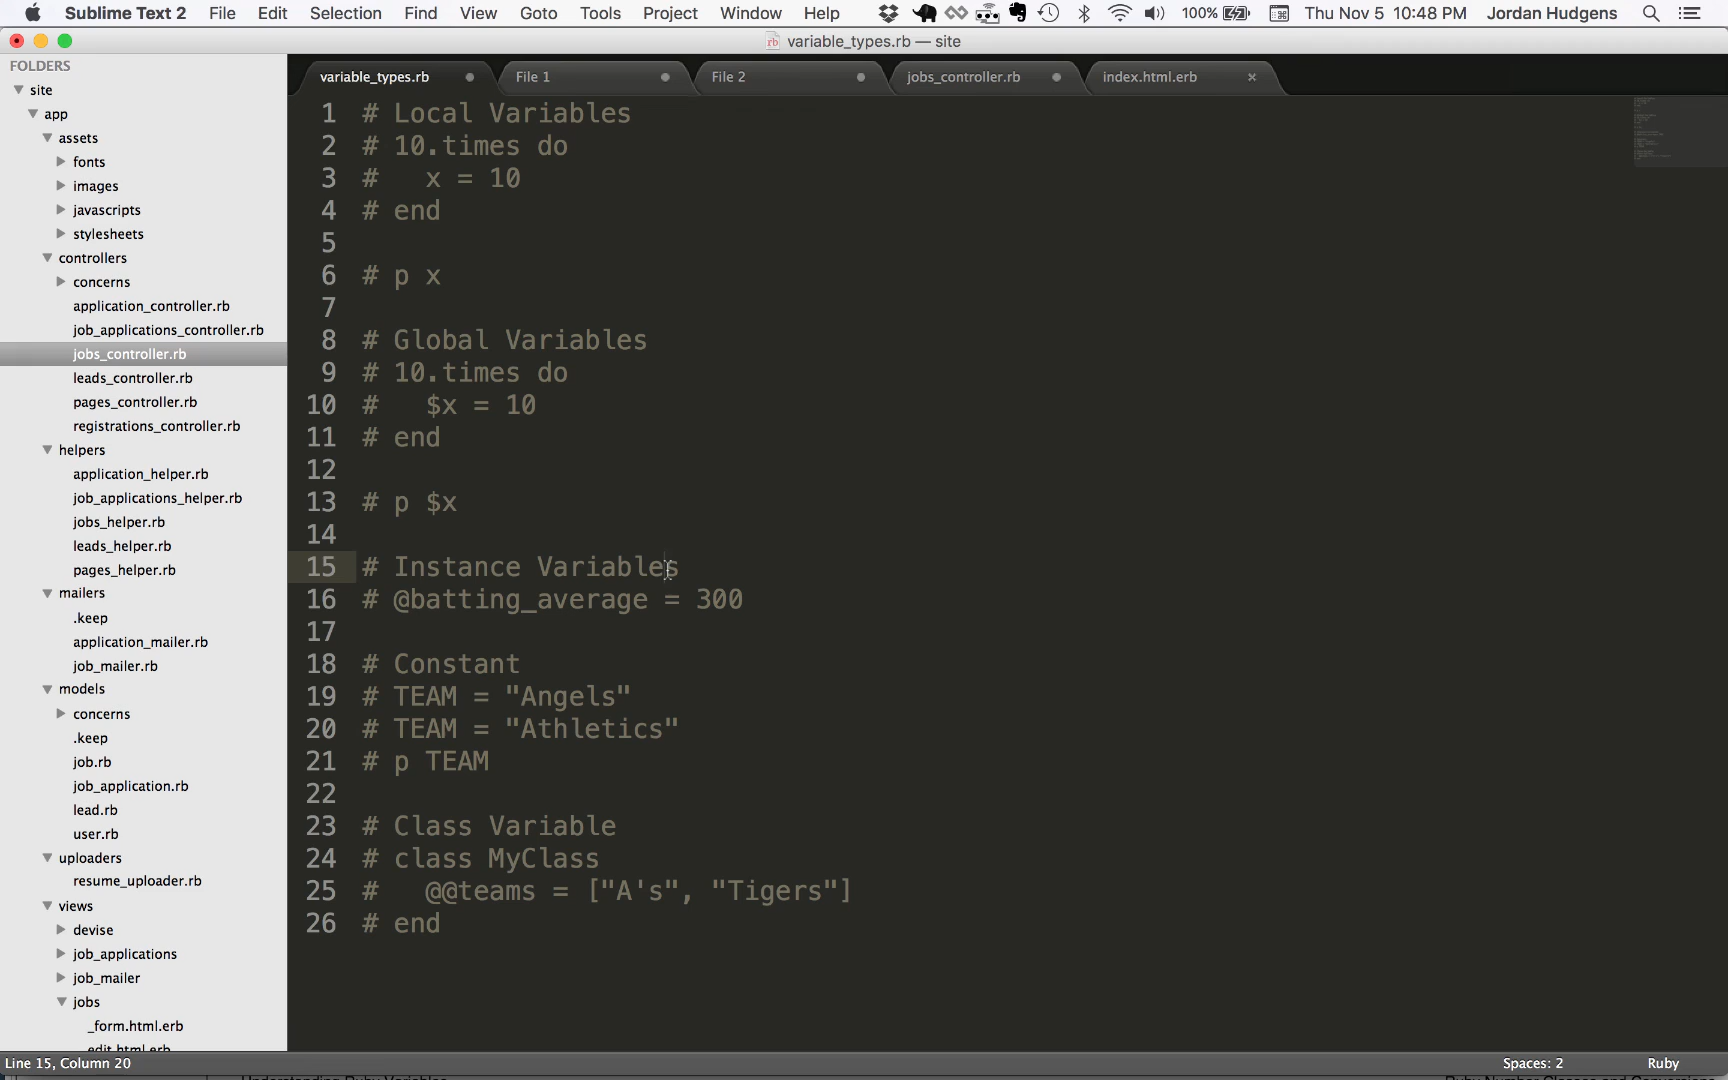 Sublime Text 2 File Edit Selection Find View Goto Tools Project Window Help 100% Thu Nov 5 10:48 PM Jordan Hudgens
variable_types.rb — site
FOLDERS
site
app
assets
fonts
images
javascripts
stylesheets
controllers
concerns
application_controller.rb
job_applications_controller.rb
jobs_controller.rb
leads_controller.rb
pages_controller.rb
registrations_controller.rb
helpers
application_helper.rb
job_applications_helper.rb
jobs_helper.rb
leads_helper.rb
pages_helper.rb
mailers
.keep
application_mailer.rb
job_mailer.rb
models
concerns
.keep
job.rb
job_application.rb
lead.rb
user.rb
uploaders
resume_uploader.rb
views
devise
job_applications
job_mailer
jobs
_form.html.erb
edit.html.erb
variable_types.rb File 1 File 2 jobs_controller.rb index.html.erb
1 # Local Variables
2 # 10.times do
3 #   x = 10
4 # end
5
6 # p x
7
8 # Global Variables
9 # 10.times do
10 #   $x = 10
11 # end
12
13 # p $x
14
15 # Instance Variables
16 # @batting_average = 300
17
18 # Constant
19 # TEAM = "Angels"
20 # TEAM = "Athletics"
21 # p TEAM
22
23 # Class Variable
24 # class MyClass
25 #   @@teams = ["A's", "Tigers"]
26 # end
Line 15, Column 20 Spaces: 2 Ruby